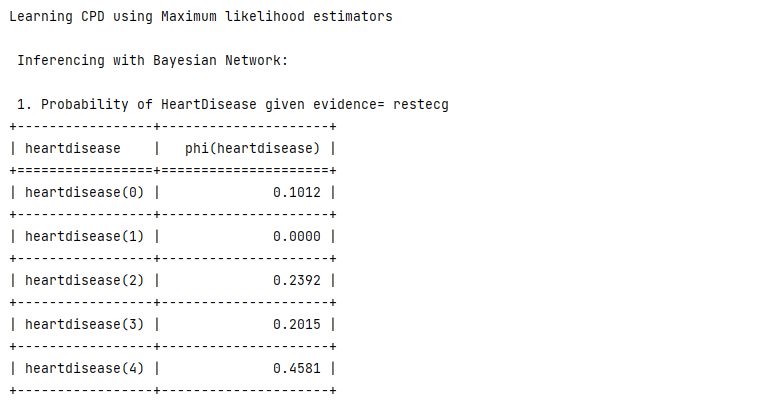 Learning CPD using Maximum likelihood estimators
Inferencing with Bayesian Network:
1. Probability of HeartDisease given evidence= restecg
+-----------------+---------------------+
| heartdisease    |   phi(heartdisease) |
+=================+=====================+
| heartdisease(0) |              0.1012 |
+-----------------+---------------------+
| heartdisease(1) |              0.0000 |
+-----------------+---------------------+
| heartdisease(2) |              0.2392 |
+-----------------+---------------------+
| heartdisease(3) |              0.2015 |
+-----------------+---------------------+
| heartdisease(4) |              0.4581 |
+-----------------+---------------------+